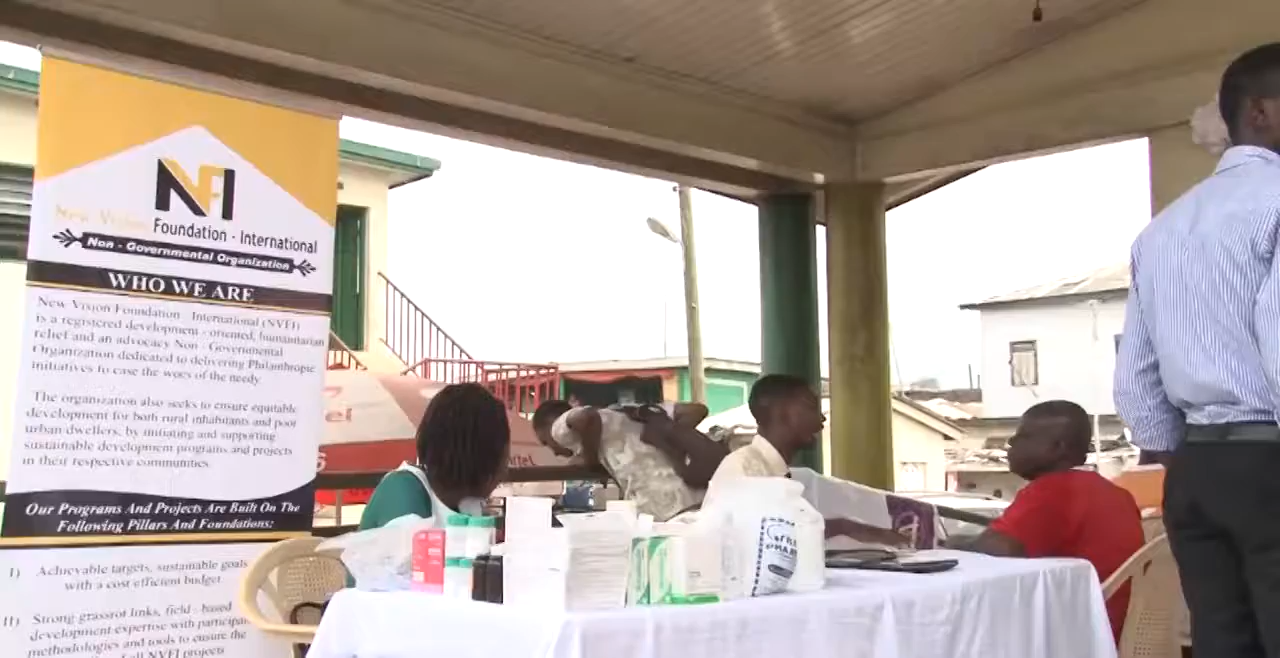 NFI
New Vision
Foundation - International
Non - Governmental Organization
WHO WE ARE
New Vision Foundation - International (NVFI)
is a registered development - oriented, humanitarian
relief and an advocacy Non - Governmental
Organization dedicated to delivering Philanthropic
initiatives to ease the woes of the needy.
The organization also seeks to ensure equitable
development for both rural inhabitants and poor
urban dwellers, by initiating and supporting
sustainable development programs and projects
in their respective communities.
Our Programs And Projects Are Built On The
Following Pillars And Foundations:
I) Achievable targets, sustainable goals
with a cost efficient budget.
II) Strong grassrot links, field - based
development expertise with participat
methodologies and tools to ensure the
all NVFI projects